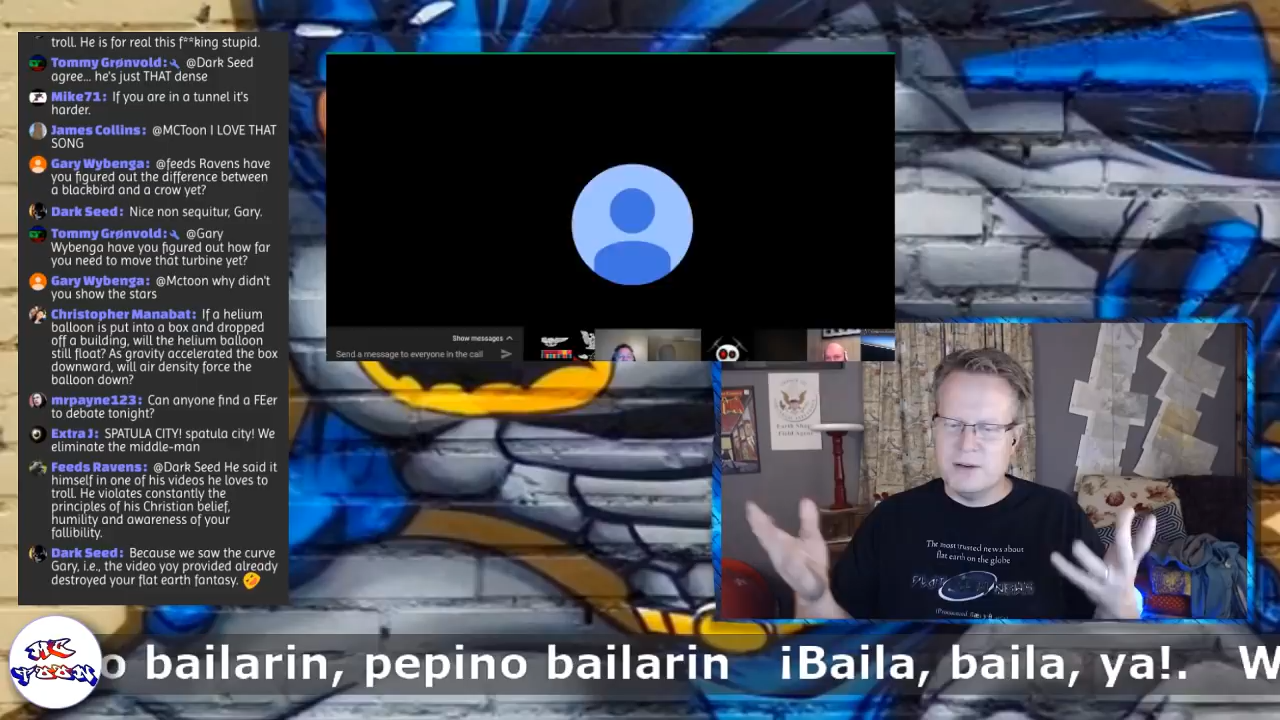 troll. He is for real this f**king stupid.
Tommy Grønvold: @Dark Seed
agree... he's just THAT dense
Mike71: If you are in a tunnel it's
harder.
James Collins: @MCToon I LOVE THAT
SONG
Gary Wybenga: @feeds Ravens have
you figured out the difference between
a blackbird and a crow yet?
Dark Seed: Nice non sequitur, Gary.
Tommy Grønvold: @Gary
Wybenga have you figured out how far
you need to move that turbine yet?
Gary Wybenga: @Mctoon why didn't
you show the stars
Christopher Manabat: If a helium
balloon is put into a box and dropped
off a building, will the helium balloon
still float? As gravity accelerated the box
downward, will air density force the
balloon down?
mrpayne123: Can anyone find a FEer
to debate tonight?
Extra J: SPATULA CITY! spatula city! We
eliminate the middle-man
Feeds Ravens: @Dark Seed He said it
himself in one of his videos he loves to
troll. He violates constantly the
principles of his Christian belief,
humility and awareness of your
fallibility.
Dark Seed: Because we saw the curve
Gary, i.e., the video yoy provided already
destroyed your flat earth fantasy.
Show messages
Send a message to everyone in the call
Field Agent
The most trusted news about
flat earth on the globe
MC
TOON
o bailarin, pepino bailarin ¡Baila, baila, ya!. W